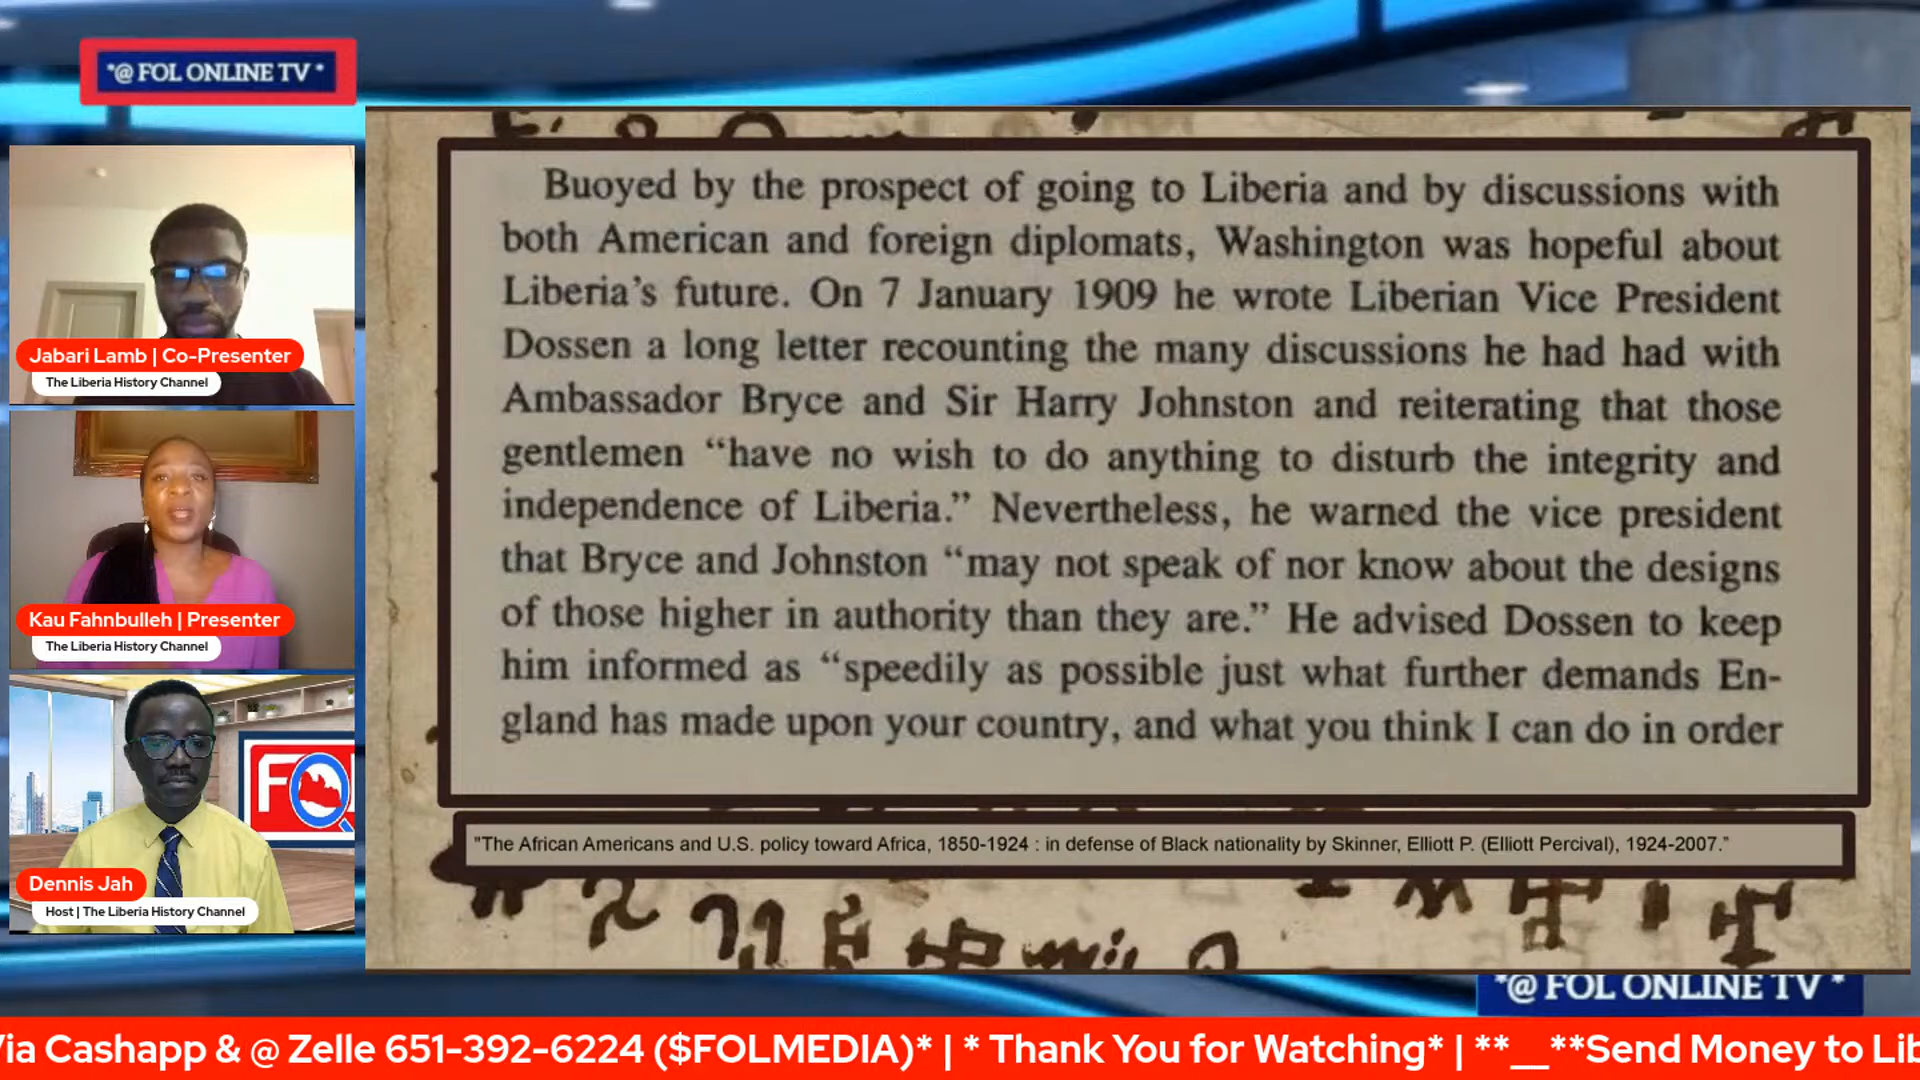 *@ FOL ONLINE TV *
Jabari Lamb | Co-Presenter
The Liberia History Channel
Kau Fahnbulleh | Presenter
The Liberia History Channel
Dennis Jah
Host | The Liberia History Channel
Buoyed by the prospect of going to Liberia and by discussions with
both American and foreign diplomats, Washington was hopeful about
Liberia's future. On 7 January 1909 he wrote Liberian Vice President
Dossen a long letter recounting the many discussions he had had with
Ambassador Bryce and Sir Harry Johnston and reiterating that those
gentlemen “have no wish to do anything to disturb the integrity and
independence of Liberia.” Nevertheless, he warned the vice president
that Bryce and Johnston “may not speak of nor know about the designs
of those higher in authority than they are.” He advised Dossen to keep
him informed as “speedily as possible just what further demands En-
gland has made upon your country, and what you think I can do in order
"The African Americans and U.S. policy toward Africa, 1850-1924 : in defense of Black nationality by Skinner, Elliott P. (Elliott Percival), 1924-2007."
*@ FOL ONLINE TV *
Via Cashapp & @ Zelle 651-392-6224 ($FOLMEDIA)* | * Thank You for Watching* | **__**Send Money to Lib